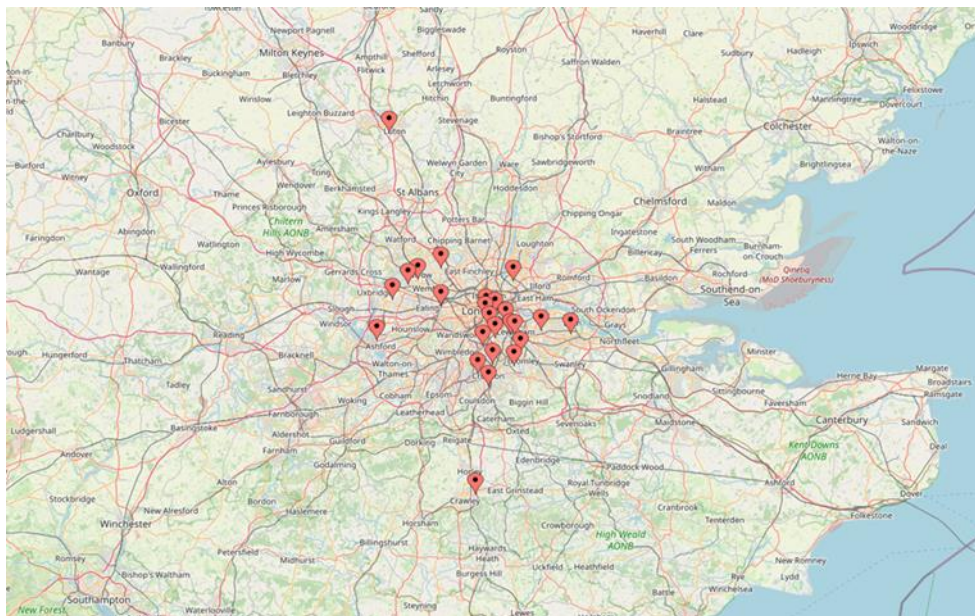 Towcester
Sandy
Haverhill
Clare
Woodbridge
Newport Pagnell
Biggleswade
Banbury
Ampthill
Shefford
Royston
Sudbury
Hadleigh
Ipswich
Brackley
Milton Keynes
Flitwick
Arlesey
Saffron Walden
Buckingham
Bletchley
Letchworth
Felixstowe
Hitchin
Buntingford
Halstead
Manningtree
Dovercourt
Charlbury
Winslow
Leighton Buzzard
Luton
Stevenage
Braintree
Colchester
Woodstock
Bicester
Bishop's Stortford
Walton-on
the-Naze
Aylesbury
Tring
Welwyn Garden
City
Ware
Sawbridgeworth
Witham
Brightlingsea
Burford
Witney
Oxford
Thame
Wendover
Berkhamsted
St Albans
Hoddesdon
Chelmsford
Maldon
Princes Risborough
Kings Langley
Potters Bar
Chipping Ongar
Abingdon
Chiltern
Hills AONB
Amersham
Watford
Chipping Barnet
Loughton
Ingatestone
South Woodham
Ferrers
Burnham-
on-Crouch
Faringdon
Watlington
High Wycombe
Gerrards Cross
East Finchley
Billericay
Rochford
Qinetiq
(MoD Shoeburyness)
Wantage
Didcot
Wallingford
Marlow
Romford
Basildon
Uxbridge
Ilford
Southend-on-
Sea
Slough
Ealing
East Ham
South Ockendon
Windsor
Hounslow
Grays
Reading
Wandsworth
Northfleet
Hungerford
Thatcham
Bracknell
Ashford
Wimbledon
Swanley
Gillingham
Minster
Walton-on-
Thames
Tadley
Sandhurst
Cobham
Epsom
Coulsdon
Biggin Hill
Snodland
Sittingbourne
Herne Bay
Margate
Broadstairs
Ramsgate
Farnborough
Woking
Leatherhead
Caterham
Faversham
Ludgershall
Basingstoke
Aldershot
Guildford
Dorking
Reigate
Oxted
Sevenoaks
Maidstone
Canterbury
Sandwich
Andover
Farnham
Godalming
Horley
Edenbridge
Paddock Wood
Kent Downs
AONB
Deal
Stockbridge
Alton
Bordon
Crawley
East Grinstead
Royal Tunbridge
Wells
Ashford
Dover
New Alresford
Haslemere
Cranbrook
Folkestone
Winchester
Horsham
Crowborough
Tenterden
Romsey
Petersfield
Billingshurst
Haywards
Heath
High Weald
AONB
New Romney
Bishop's Waltham
Midhurst
Uckfield
Heathfield
Rye
Lydd
Burgess Hill
Battle
Winchelsea
Southampton
New Forest
Waterlooville
Steyning
Lewes
Hastings